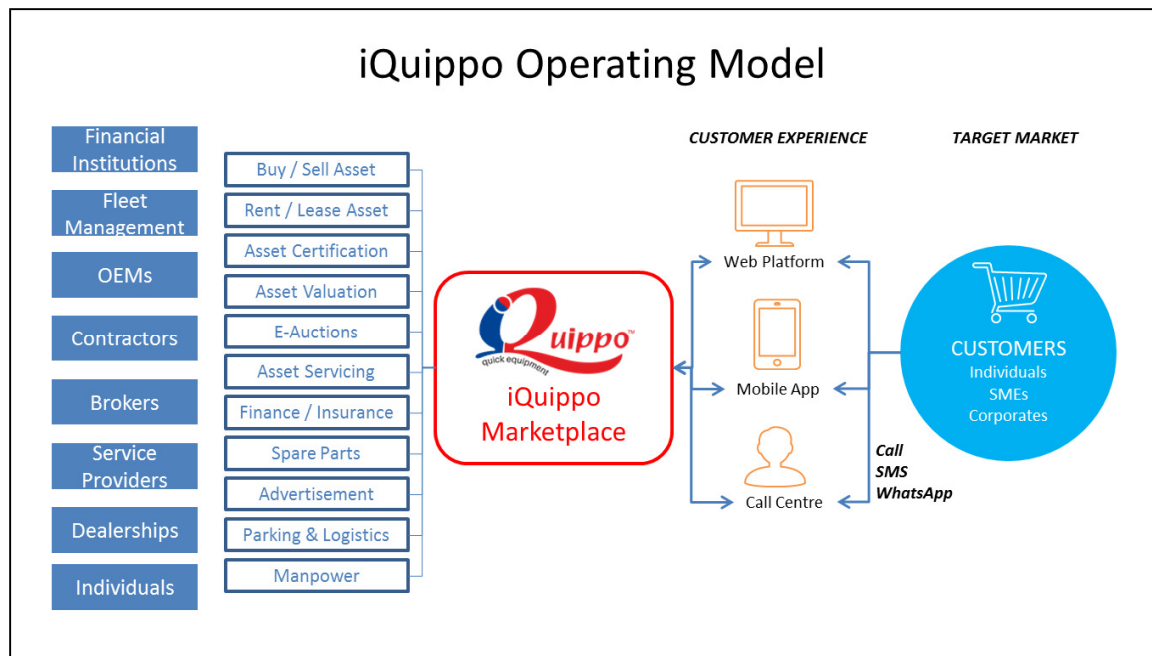 iQuippo Operating Model
Financial
Institutions
Fleet
Management
OEMs
Contractors
Brokers
Service
Providers
Dealerships
Individuals
Buy / Sell Asset
Rent / Lease Asset
Asset Certification
Asset Valuation
E-Auctions
Asset Servicing
Finance / Insurance
Spare Parts
Advertisement
Parking & Logistics
Manpower
iQuippo™
quick equipment
iQuippo
Marketplace
CUSTOMER EXPERIENCE
Web Platform
Mobile App
Call Centre
Call
SMS
WhatsApp
TARGET MARKET
CUSTOMERS
Individuals
SMEs
Corporates